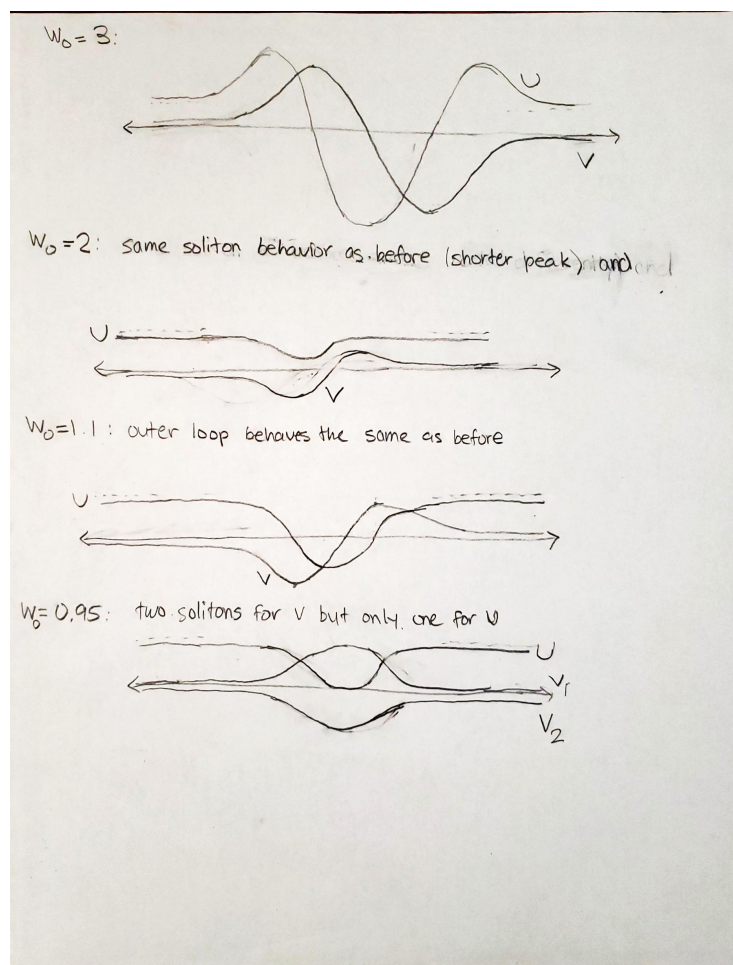 W₀ = 3:
U
V
W₀ = 2: same soliton behavior as before (shorter peak) and
U
V
W₀ = 1.1: outer loop behaves the same as before
U
V
W₀ = 0.95: two solitons for V but only one for U
U
V₁
V₂